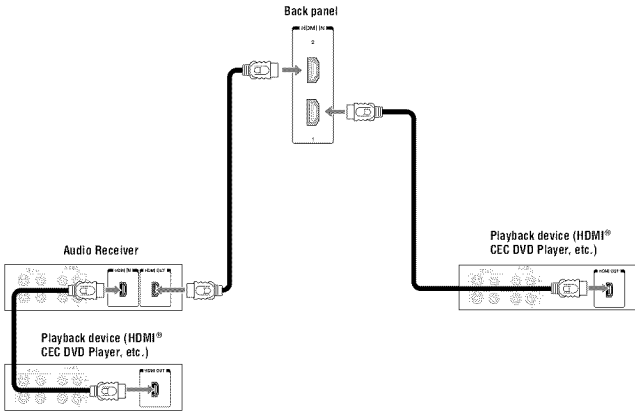 Back panel
HDMI IN
2
1
Playback device (HDMI®
CEC DVD Player, etc.)
HDMI OUT
Audio Receiver
HDMI IN
HDMI OUT
Playback device (HDMI®
CEC DVD Player, etc.)
HDMI OUT